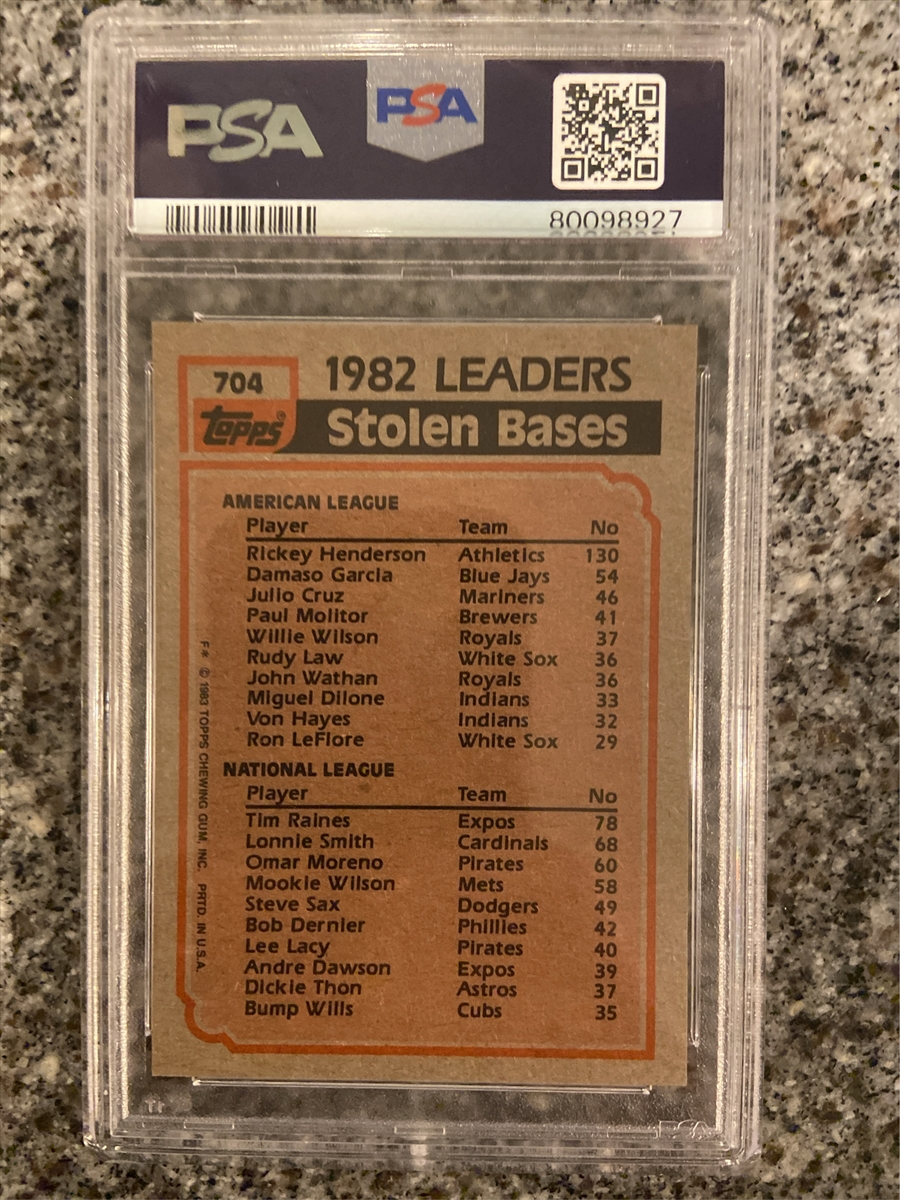 PSA PSA
80098927
704 1982 LEADERS
Topps® Stolen Bases
AMERICAN LEAGUE
Player Team No
Rickey Henderson Athletics 130
Damaso Garcia Blue Jays 54
Julio Cruz Mariners 46
Paul Molitor Brewers 41
Willie Wilson Royals 37
Rudy Law White Sox 36
John Wathan Royals 36
Miguel Dilone Indians 33
Von Hayes Indians 32
Ron LeFlore White Sox 29
NATIONAL LEAGUE
Player Team No
Tim Raines Expos 78
Lonnie Smith Cardinals 68
Omar Moreno Pirates 60
Mookie Wilson Mets 58
Steve Sax Dodgers 49
Bob Dernier Phillies 42
Lee Lacy Pirates 40
Andre Dawson Expos 39
Dickie Thon Astros 37
Bump Wills Cubs 35
F* © 1983 TOPPS CHEWING GUM, INC. PRTD. IN U.S.A.
PSA